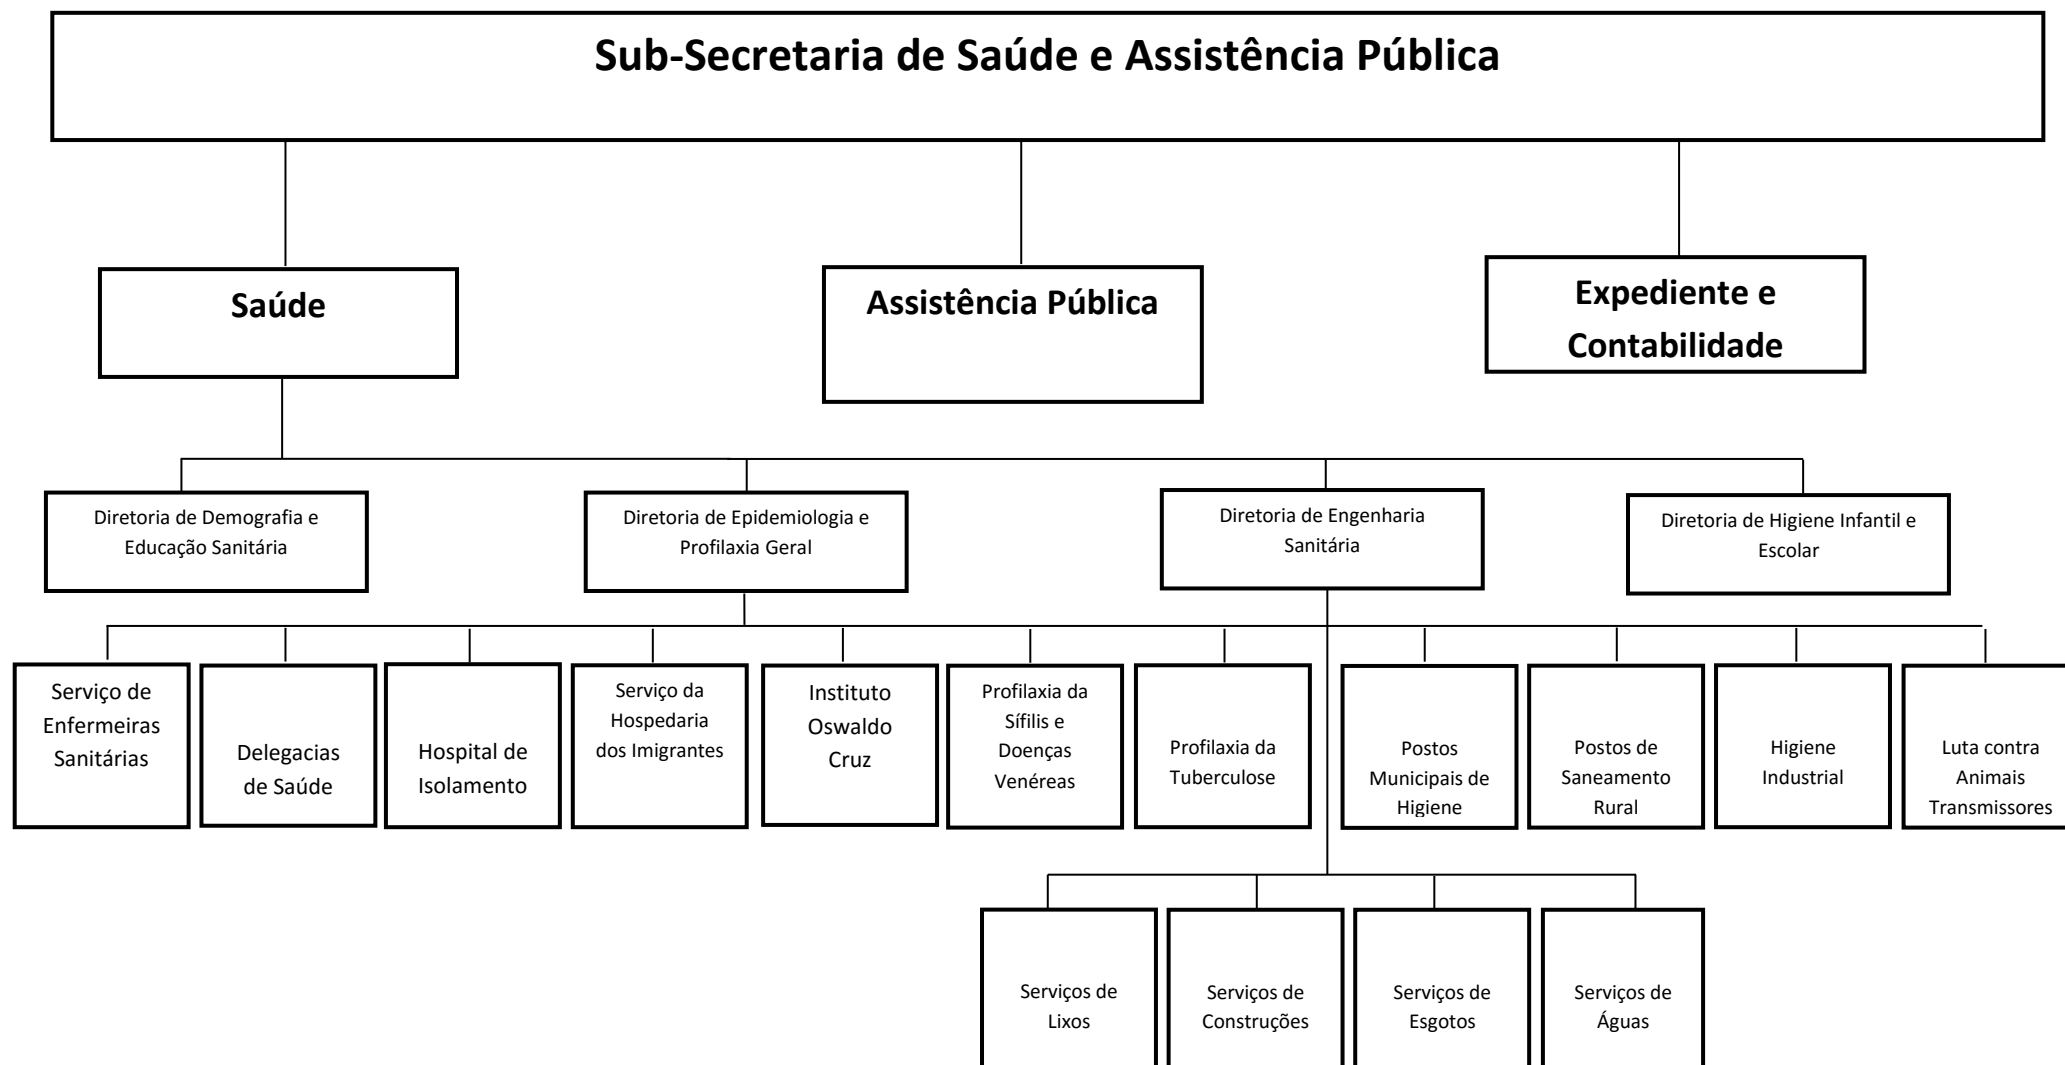 Sub-Secretaria de Saúde e Assistência Pública
Saúde
Assistência Pública
Expediente e
Contabilidade
Diretoria de Demografia e
Educação Sanitária
Diretoria de Epidemiologia e
Profilaxia Geral
Diretoria de Engenharia
Sanitária
Diretoria de Higiene Infantil e
Escolar
Serviço de
Enfermeiras
Sanitárias
Delegacias
de Saúde
Hospital de
Isolamento
Serviço da
Hospedaria
dos Imigrantes
Instituto
Oswaldo
Cruz
Profilaxia da
Sífilis e
Doenças
Venéreas
Profilaxia da
Tuberculose
Postos
Municipais de
Higiene
Postos de
Saneamento
Rural
Higiene
Industrial
Luta contra
Animais
Transmissores
Serviços de
Lixos
Serviços de
Construções
Serviços de
Esgotos
Serviços de
Águas